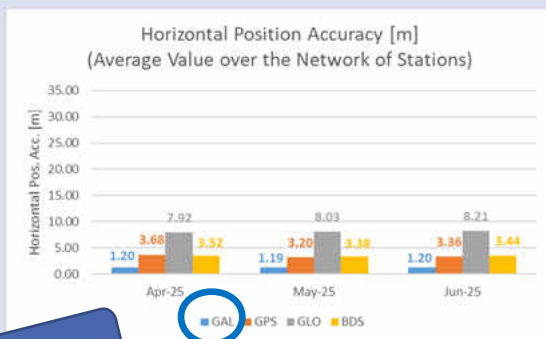 Horizontal Position Accuracy [m]
(Average Value over the Network of Stations)
Horizontal Pos. Acc. [m]
35.00
30.00
25.00
20.00
15.00
10.00
5.00
0.00
1.20 3.68 7.92 3.52
1.19 3.20 8.03 3.38
1.20 3.36 8.21 3.44
Apr-25 May-25 Jun-25
GAL GPS GLO BDS